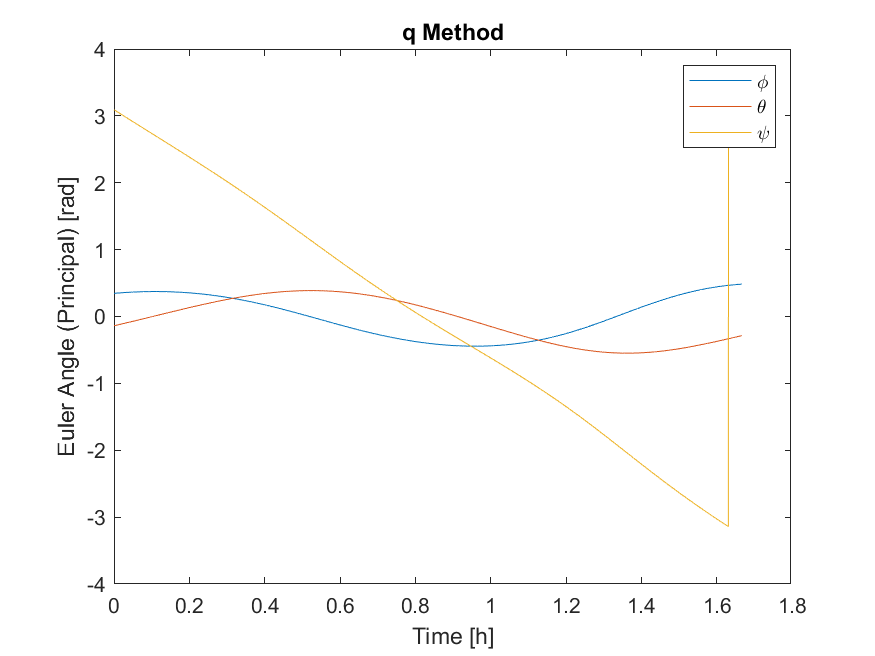 q Method
ϕ
θ
ψ
Euler Angle (Principal) [rad]
4
3
2
1
0
-1
-2
-3
-4
0 0.2 0.4 0.6 0.8 1 1.2 1.4 1.6 1.8
Time [h]